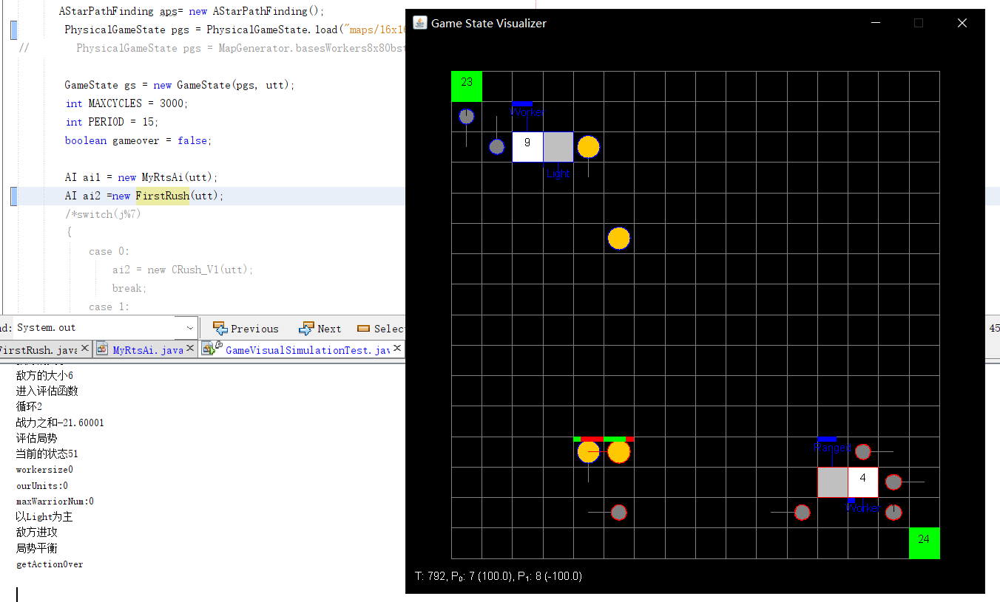 AStarPathFinding aps= new AStarPathFinding();
PhysicalGameState pgs = PhysicalGameState.load("maps/16x16
// PhysicalGameState pgs = MapGenerator.basesWorkers8x8Obst
GameState gs = new GameState(pgs, utt);
int MAXCYCLES = 3000;
int PERIOD = 15;
boolean gameover = false;
AI ai1 = new MyRtsAi(utt);
AI ai2 =new FirstRush(utt);
/*switch(j%7)
{
case 0:
ai2 = new CRush_V1(utt);
break;
case 1:
nd: System.out
Previous
Next
Selec
45
FirstRush.java
MyRtsAi.java
GameVisualSimulationTest.jav
敌方的大小6
进入评估函数
循环2
战力之和-21.60001
评估局势
当前的状态51
workersize0
ourUnits:0
maxWarriorNum:0
以Light为主
敌方进攻
局势平衡
getActionOver
Game State Visualizer
23
Worker
9
Light
Ranged
4
Worker
24
T: 792, P₀: 7 (100.0), P₁: 8 (-100.0)